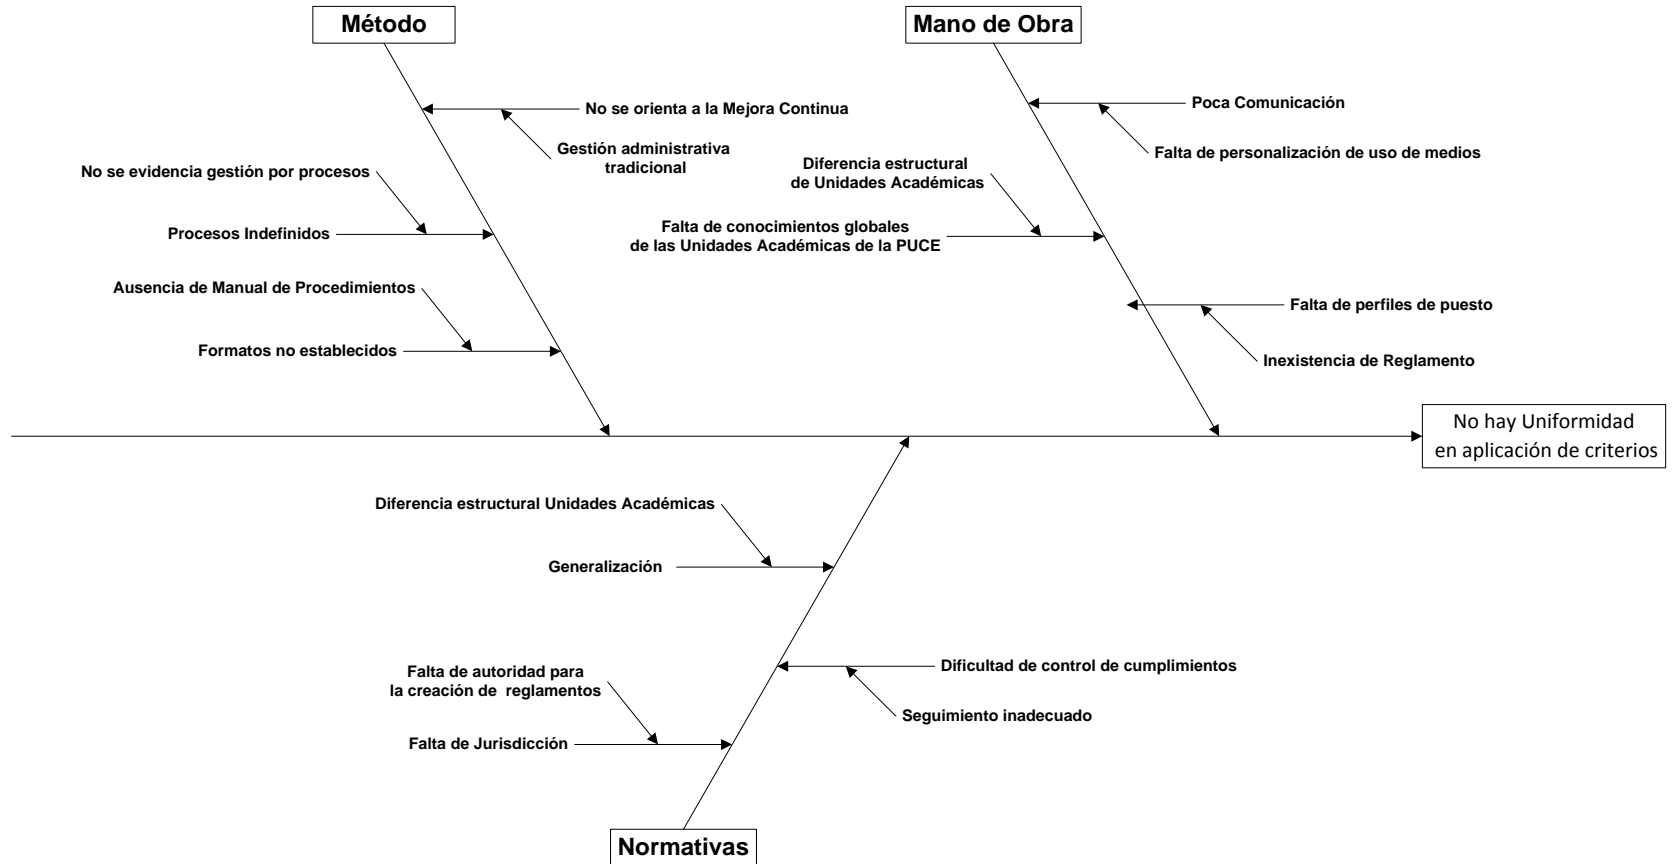 Método
Mano de Obra
No se orienta a la Mejora Continua
Gestión administrativa
tradicional
No se evidencia gestión por procesos
Procesos Indefinidos
Ausencia de Manual de Procedimientos
Formatos no establecidos
Poca Comunicación
Falta de personalización de uso de medios
Diferencia estructural
de Unidades Académicas
Falta de conocimientos globales
de las Unidades Académicas de la PUCE
Falta de perfiles de puesto
Inexistencia de Reglamento
No hay Uniformidad
en aplicación de criterios
Diferencia estructural Unidades Académicas
Generalización
Dificultad de control de cumplimientos
Seguimiento inadecuado
Falta de autoridad para
la creación de reglamentos
Falta de Jurisdicción
Normativas